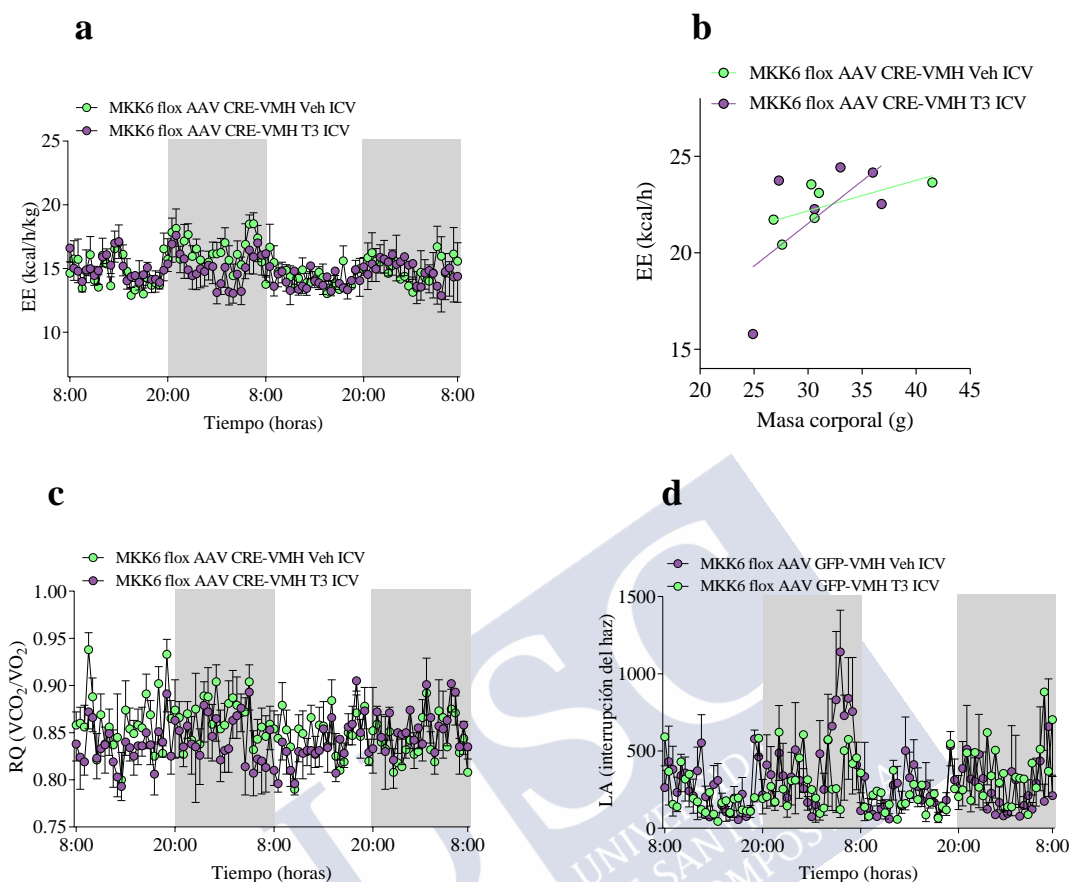 a
MKK6 flox AAV CRE-VMH Veh ICV
MKK6 flox AAV CRE-VMH T3 ICV
EE (kcal/h/kg)
25
20
15
10
8:00
20:00
8:00
20:00
8:00
Tiempo (horas)
b
MKK6 flox AAV CRE-VMH Veh ICV
MKK6 flox AAV CRE-VMH T3 ICV
EE (kcal/h)
25
20
15
20
25
30
35
40
45
Masa corporal (g)
c
MKK6 flox AAV CRE-VMH Veh ICV
MKK6 flox AAV CRE-VMH T3 ICV
RQ (VCO2/VO2)
1.00
0.95
0.90
0.85
0.80
0.75
8:00
20:00
8:00
20:00
8:00
Tiempo (horas)
d
MKK6 flox AAV GFP-VMH Veh ICV
MKK6 flox AAV GFP-VMH T3 ICV
LA (interrupción del haz)
1500
1000
500
0
8:00
20:00
8:00
20:00
8:00
Tiempo (horas)
USC